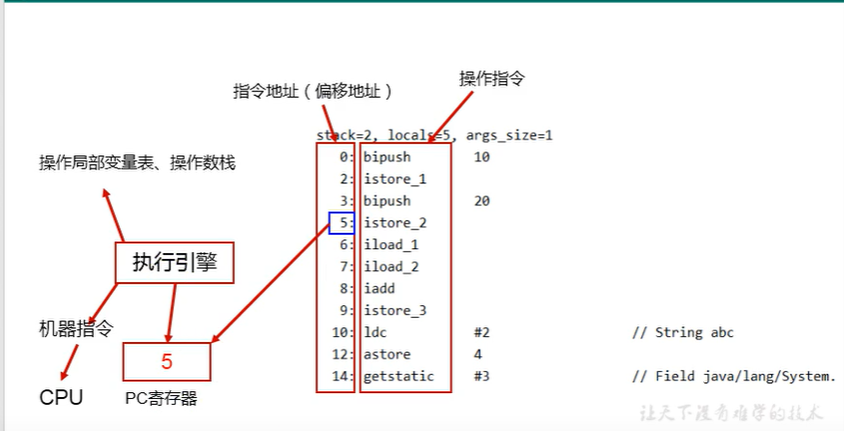 指令地址（偏移地址）
操作指令
stack=2, locals=5, args_size=1
操作局部变量表、操作数栈
0: bipush 10
2: istore_1
3: bipush 20
5: istore_2
6: iload_1
7: iload_2
8: iadd
9: istore_3
10: ldc #2 // String abc
12: astore 4
14: getstatic #3 // Field java/lang/System.
执行引擎
机器指令
CPU
5
PC寄存器
让天下没有难学的技术